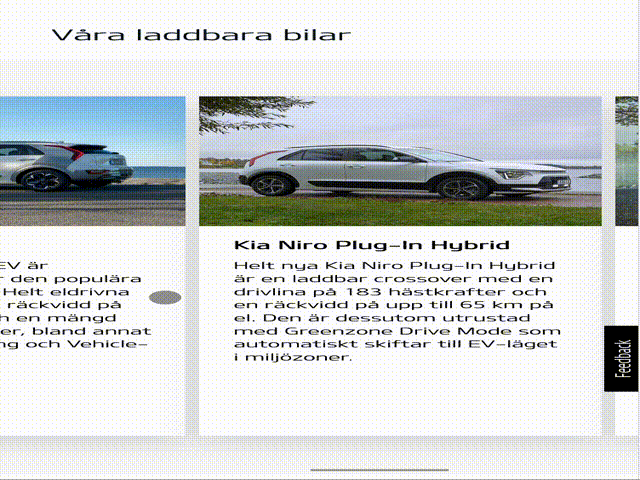 Våra laddbara bilar
EV är
r den populära
Helt eldrivna
räckvidd på
h en mängd
er, bland annat
ng och Vehicle-
Kia Niro Plug-In Hybrid
Helt nya Kia Niro Plug-In Hybrid
är en laddbar crossover med en
drivlina på 183 hästkrafter och
en räckvidd på upp till 65 km på
el. Den är dessutom utrustad
med Greenzone Drive Mode som
automatiskt skiftar till EV-läget
i miljözoner.
Feedback